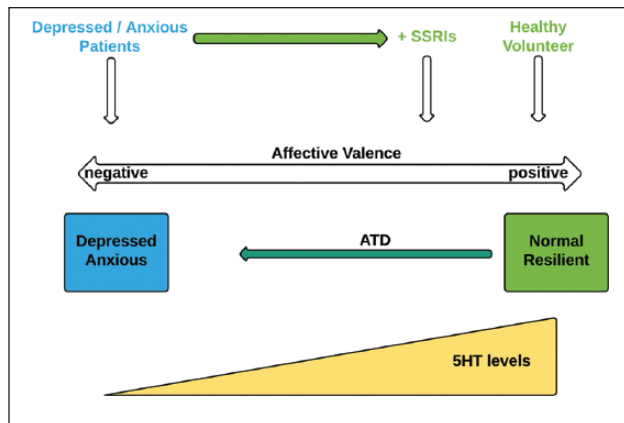 Depressed / Anxious
Patients
+ SSRIs
Healthy
Volunteer
Affective Valence
negative
positive
Depressed
Anxious
ATD
Normal
Resilient
5HT levels